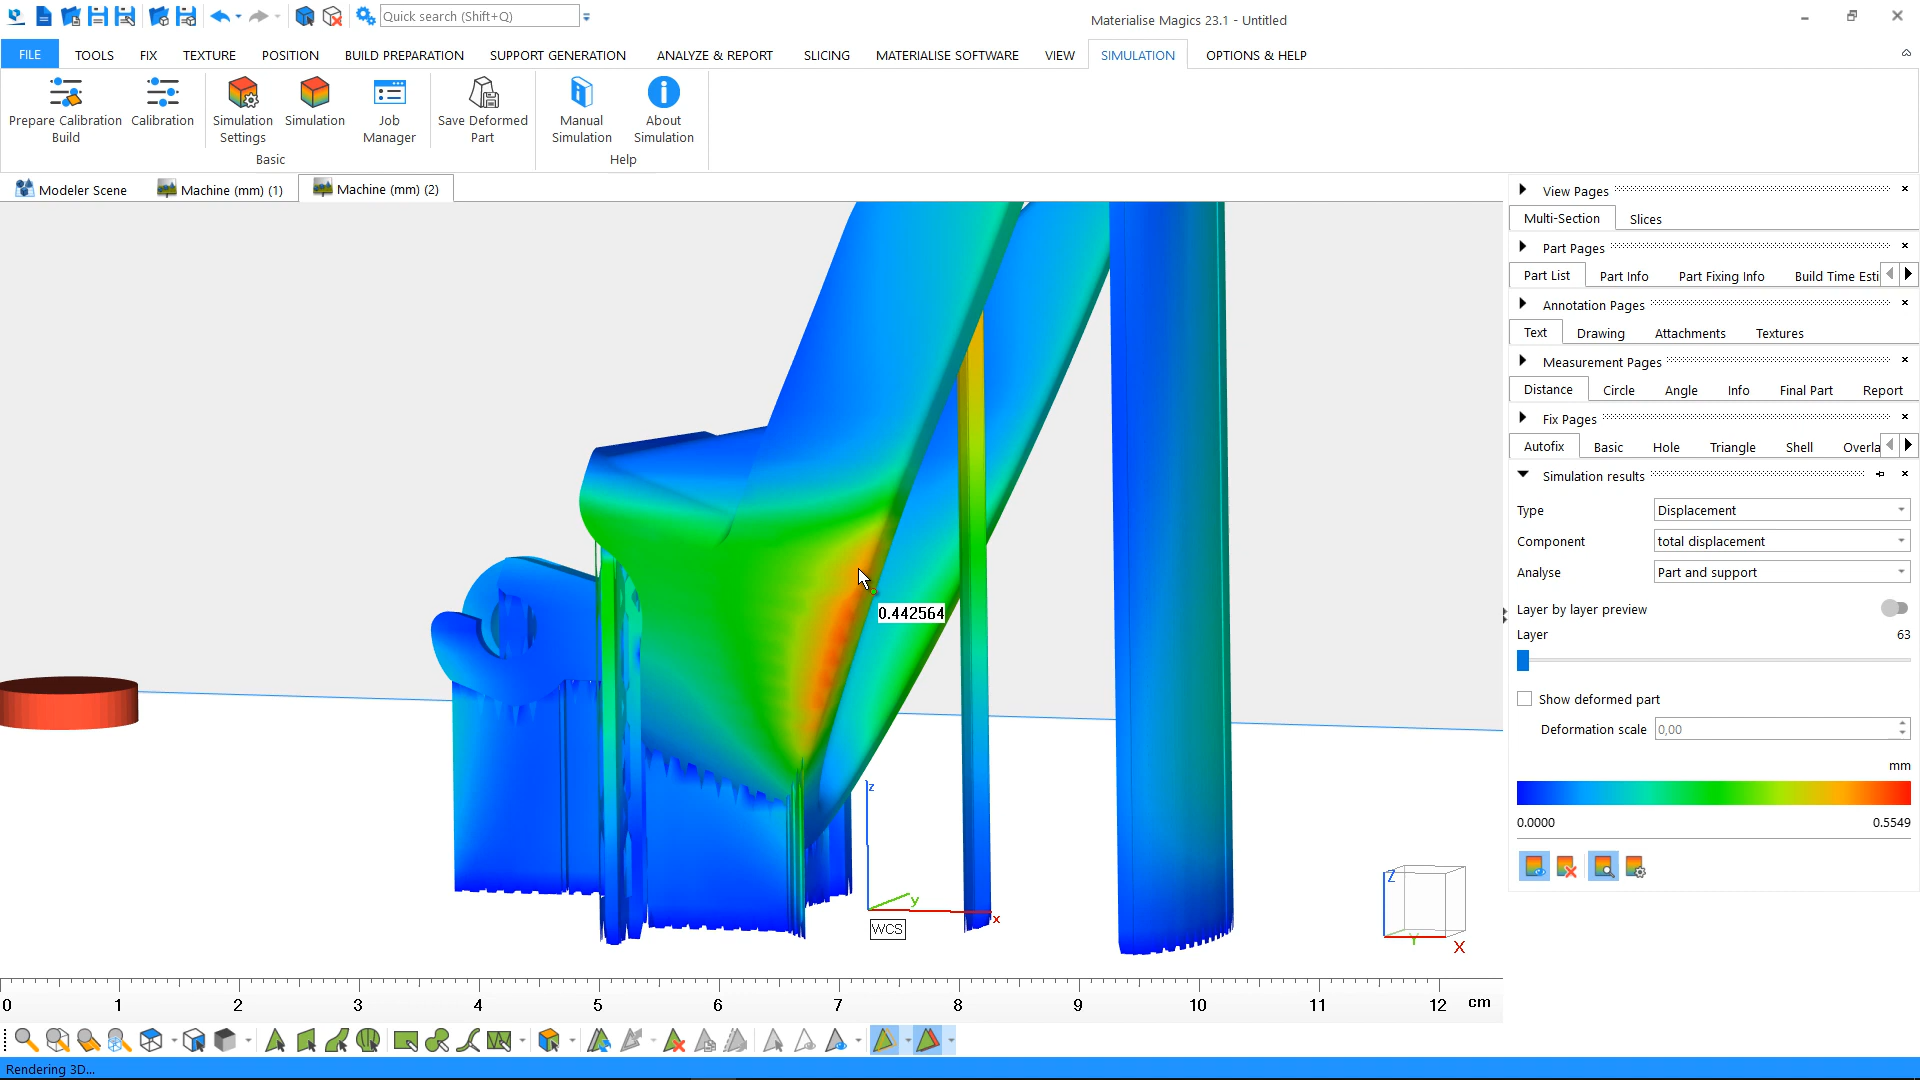 Quick search (Shift+Q)
Materialise Magics 23.1 - Untitled
FILE TOOLS FIX TEXTURE POSITION BUILD PREPARATION SUPPORT GENERATION ANALYZE & REPORT SLICING MATERIALISE SOFTWARE VIEW SIMULATION OPTIONS & HELP
Prepare Calibration Build
Calibration
Simulation Settings
Simulation
Job Manager
Save Deformed Part
Manual Simulation
About Simulation
Basic
Help
Modeler Scene
Machine (mm) (1)
Machine (mm) (2)
View Pages
Multi-Section Slices
Part Pages
Part List Part Info Part Fixing Info Build Time Esti
Annotation Pages
Text Drawing Attachments Textures
Measurement Pages
Distance Circle Angle Info Final Part Report
Fix Pages
Autofix Basic Hole Triangle Shell Overla
Simulation results
Type Displacement
Component total displacement
Analyse Part and support
Layer by layer preview
Layer 63
Show deformed part
Deformation scale 0,00
mm
0.0000 0.5549
0.442564
z
y
x
WCS
Z
Y
X
0 1 2 3 4 5 6 7 8 9 10 11 12 cm
Rendering 3D...